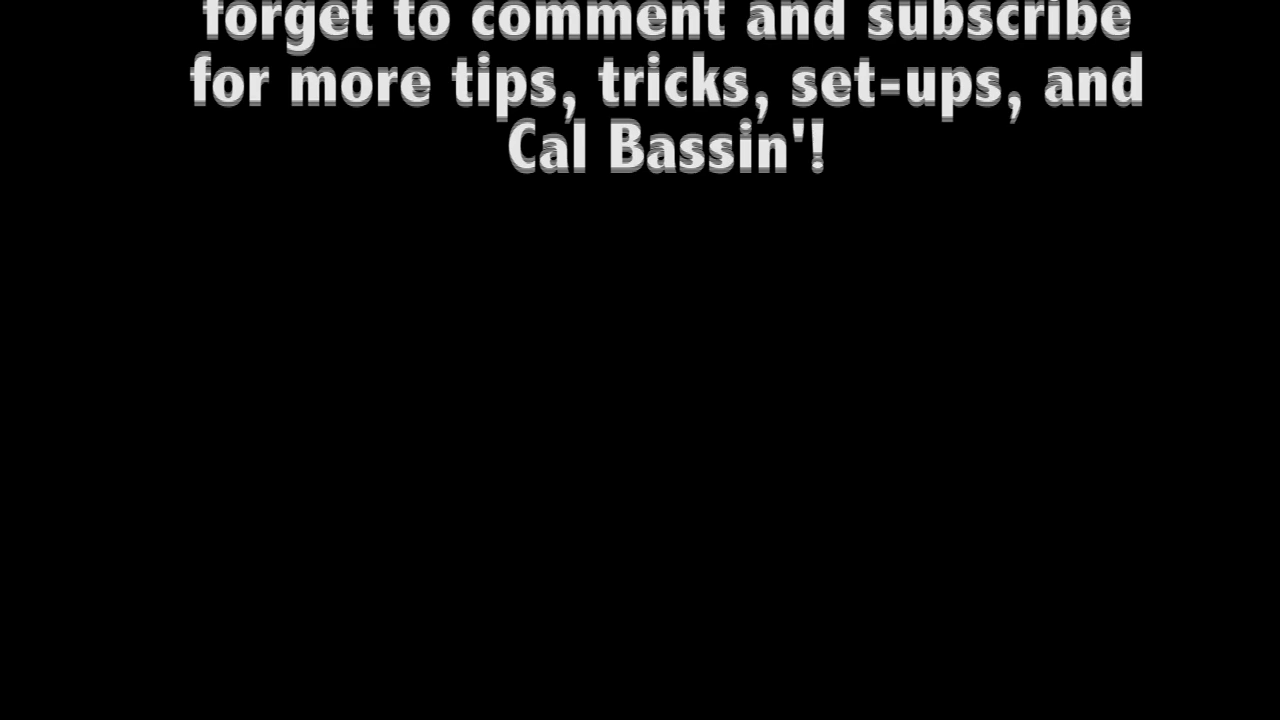 forget to comment and subscribe
for more tips, tricks, set-ups, and
Cal Bassin'!